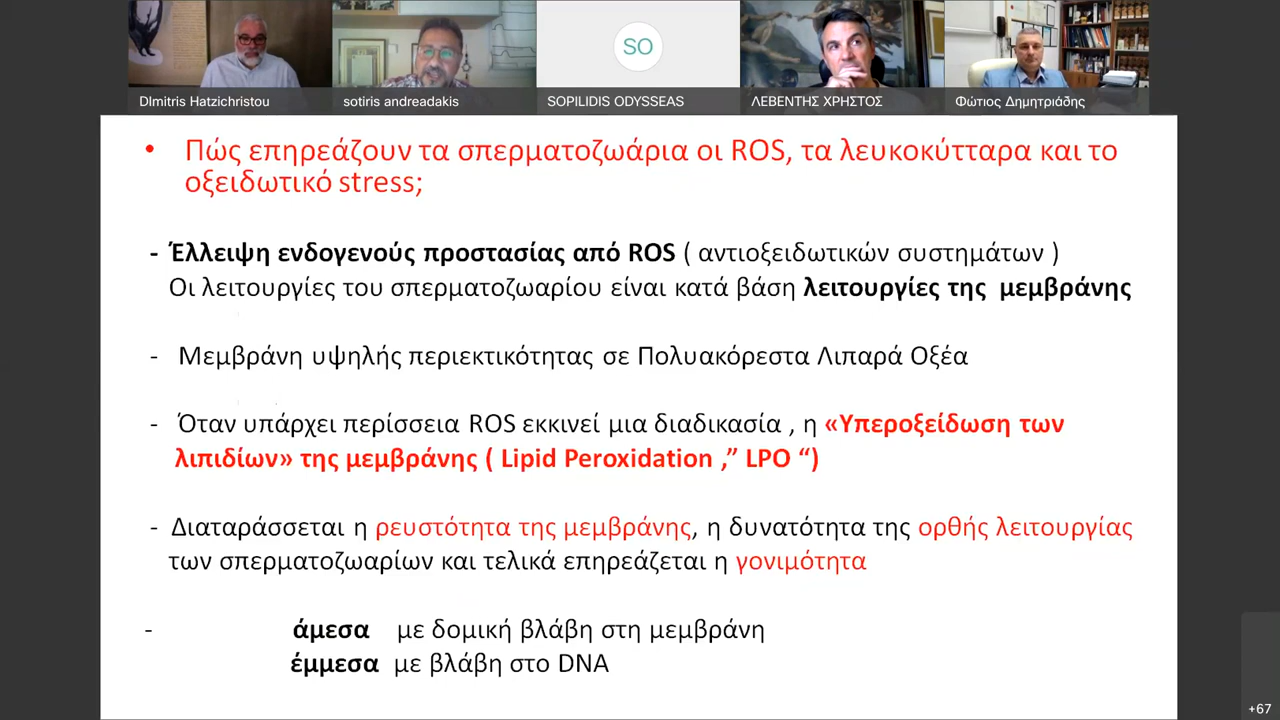 SO
DImitris Hatzichristou
sotiris andreadakis
SOPILIDIS ODYSSEAS
ΛΕΒΕΝΤΗΣ ΧΡΗΣΤΟΣ
Φώτιος Δημητριάδης
• Πώς επηρεάζουν τα σπερματοζωάρια οι ROS, τα λευκοκύτταρα και το
οξειδωτικό stress;
- Έλλειψη ενδογενούς προστασίας από ROS ( αντιοξειδωτικών συστημάτων )
Οι λειτουργίες του σπερματοζωαρίου είναι κατά βάση λειτουργίες της μεμβράνης
- Μεμβράνη υψηλής περιεκτικότητας σε Πολυακόρεστα Λιπαρά Οξέα
- Όταν υπάρχει περίσσεια ROS εκκινεί μια διαδικασία , η «Υπεροξείδωση των
λιπιδίων» της μεμβράνης ( Lipid Peroxidation ,” LPO “)
- Διαταράσσεται η ρευστότητα της μεμβράνης, η δυνατότητα της ορθής λειτουργίας
των σπερματοζωαρίων και τελικά επηρεάζεται η γονιμότητα
- άμεσα με δομική βλάβη στη μεμβράνη
έμμεσα με βλάβη στο DNA
+67